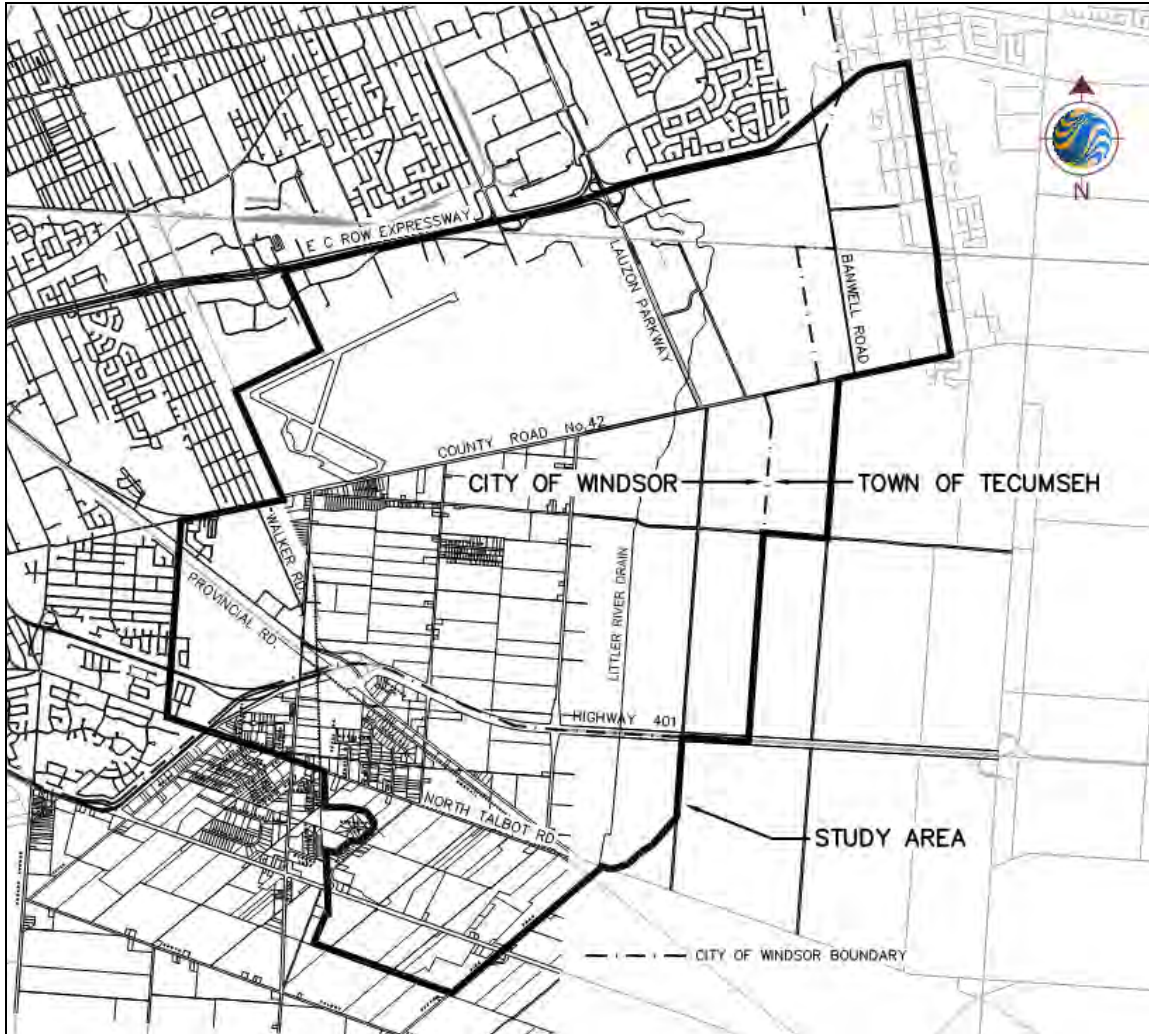 N
E C ROW EXPRESSWAY
LAUZON PARKWAY
BANWELL ROAD
COUNTY ROAD No.42
CITY OF WINDSOR
TOWN OF TECUMSEH
WALKER RD.
PROVINCIAL RD.
LITTLER RIVER DRAIN
HIGHWAY 401
NORTH TALBOT RD.
STUDY AREA
CITY OF WINDSOR BOUNDARY